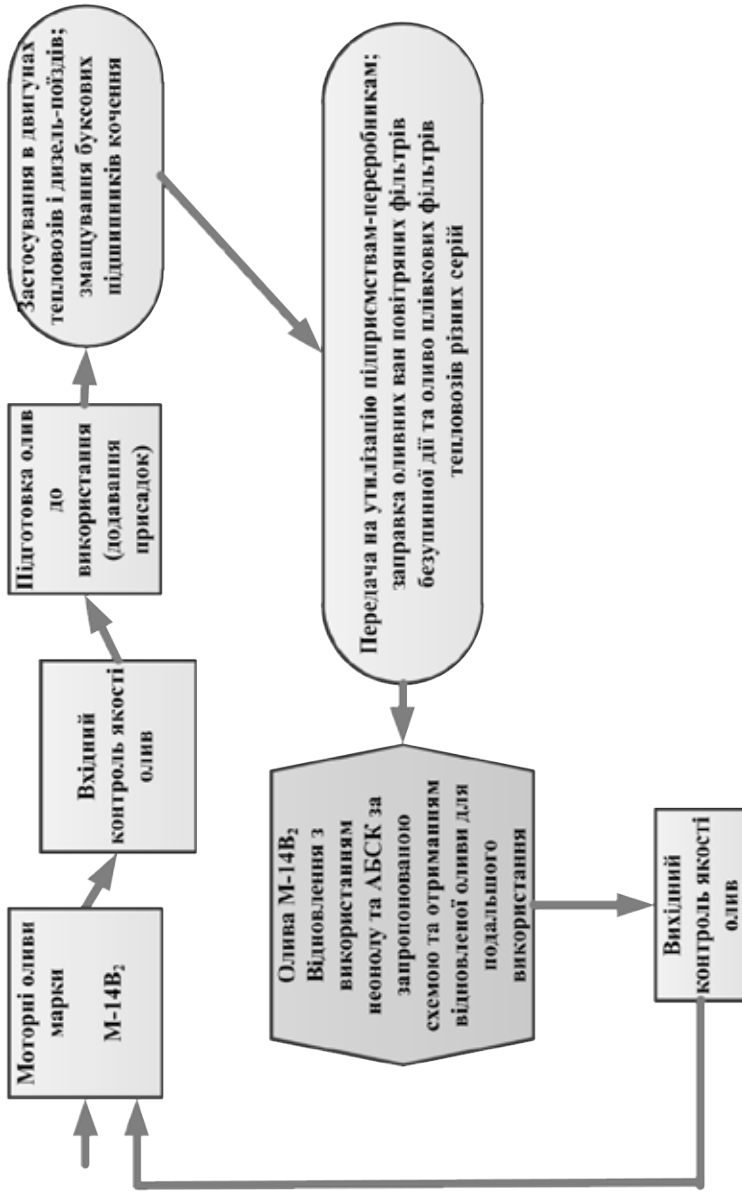 Моторні оливи
марки
М-14В₂
Вхідний
контроль якості
олив
Підготовка олив
до
використання
(додавання
присадок)
Застосування в двигунах
тепловозів і дизель-поїздів;
змащування буксових
підшипників кочення
Передача на утилізацію підприємствам-переробникам;
заправка оливних ван повітряних фільтрів
безупинної дії та оливо плівкових фільтрів
тепловозів різних серій
Олива М-14В₂
Відновлення з
використанням
неонолу та АБСК за
запропонованою
схемою та отриманням
відновленої оливи для
подальшого
використання
Вихідний
контроль якості
олив